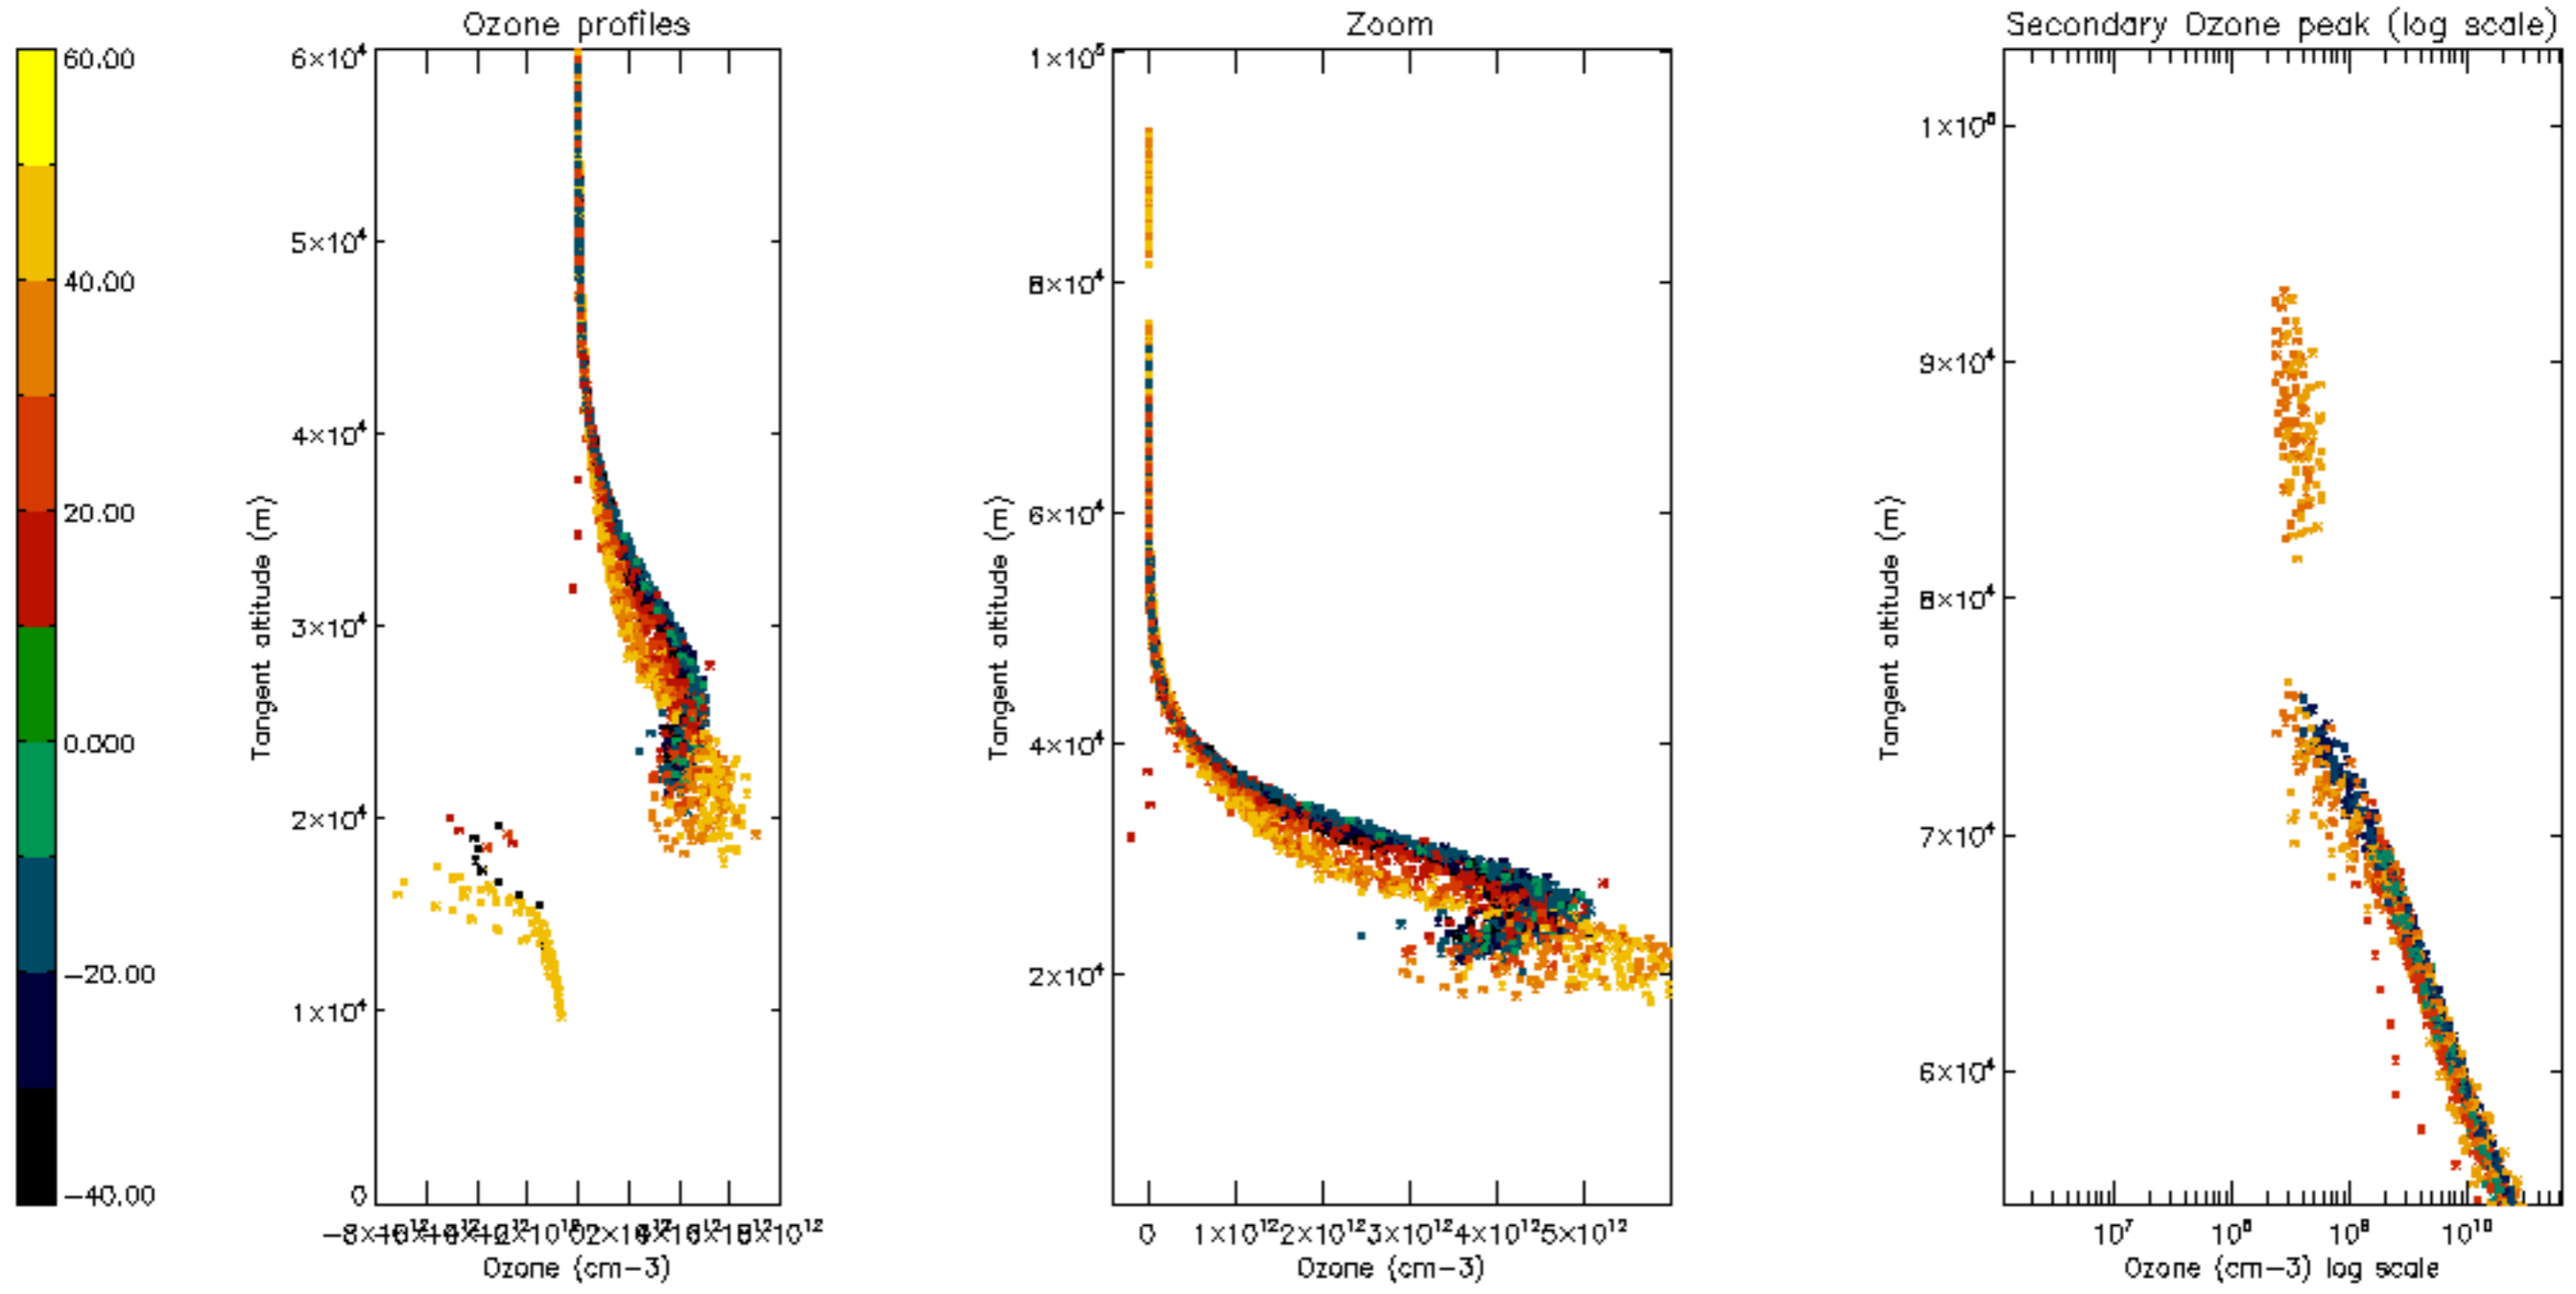 Ozone profiles
Zoom
Secondary Ozone peak (log scale)
60.00
40.00
20.00
0.000
−20.00
−40.00
6×10⁴
5×10⁴
4×10⁴
3×10⁴
2×10⁴
1×10⁴
0
Tangent altitude (m)
Ozone (cm−3)
1×10⁵
8×10⁴
6×10⁴
4×10⁴
2×10⁴
Tangent altitude (m)
0 1×10¹² 2×10¹² 3×10¹² 4×10¹² 5×10¹²
Ozone (cm−3)
9×10⁴
8×10⁴
7×10⁴
6×10⁴
Tangent altitude (m)
10⁷ 10⁸ 10⁹ 10¹⁰
Ozone (cm−3) log scale